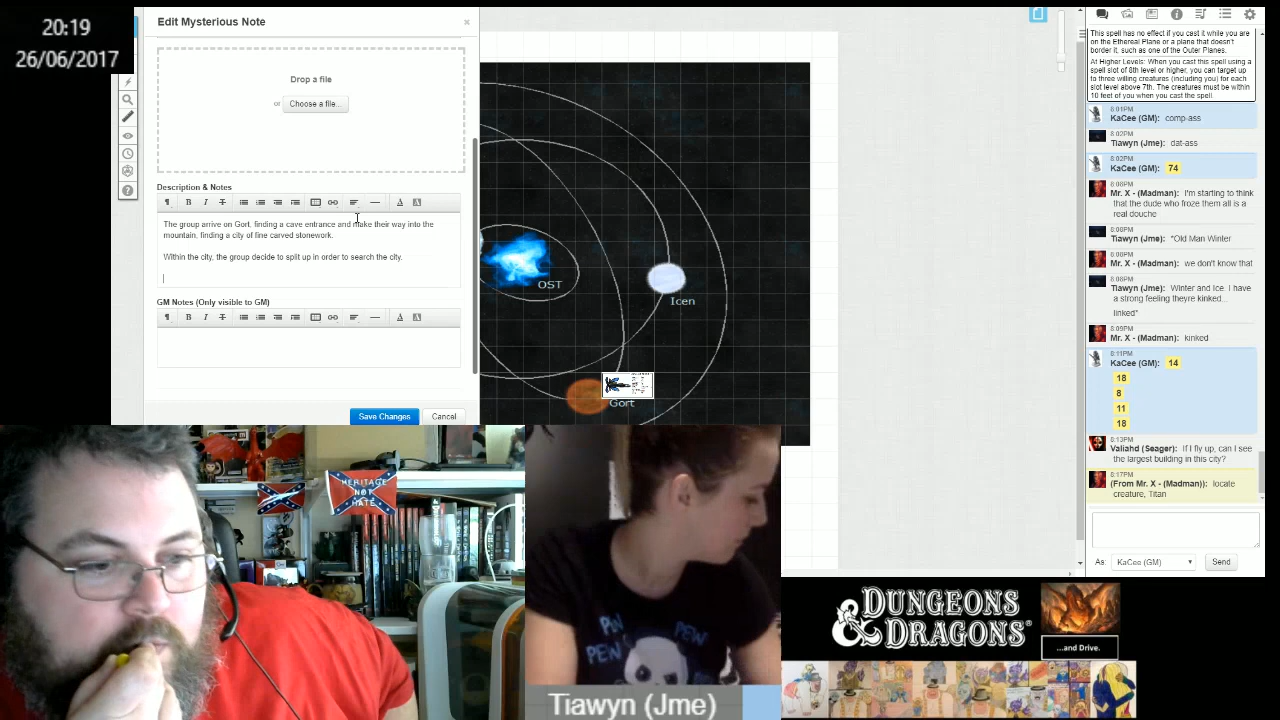 20:19
26/06/2017
Edit Mysterious Note
×
Drop a file
or Choose a file...
Description & Notes
The group arrive on Gort, finding a cave entrance and make their way into the
mountain, finding a city of fine carved stonework.
Within the city, the group decide to split up in order to search the city.
GM Notes (Only visible to GM)
Save Changes
Cancel
OST
Icen
Gort
This spell has no effect if you cast it while you are
on the Ethereal Plane or a plane that doesn't
border it, such as one of the Outer Planes.
At Higher Levels: When you cast this spell using a
spell slot of 8th level or higher, you can target up
to three willing creatures (including you) for each
slot level above 7th. The creatures must be within
10 feet of you when you cast the spell.
8:01PM
KaCee (GM): comp-ass
8:02PM
Tiawyn (Jme): dat-ass
8:02PM
KaCee (GM): 74
8:08PM
Mr. X - (Madman): I'm starting to think
that the dude who froze them all is a
real douche
8:08PM
Tiawyn (Jme): *Old Man Winter
8:08PM
Mr. X - (Madman): we don't know that
8:08PM
Tiawyn (Jme): Winter and Ice. I have
a strong feeling theyre kinked...
linked*
8:09PM
Mr. X - (Madman): kinked
8:11PM
KaCee (GM): 14
18
8
11
18
8:13PM
Valiahd (Seager): If I fly up, can I see
the largest building in this city?
8:17PM
(From Mr. X - (Madman)): locate
creature, Titan
As: KaCee (GM)
Send
HERITAGE
NOT
HATE
PEW
PEW
Tiawyn (Jme)
DUNGEONS
& DRAGONS®
...and Drive.